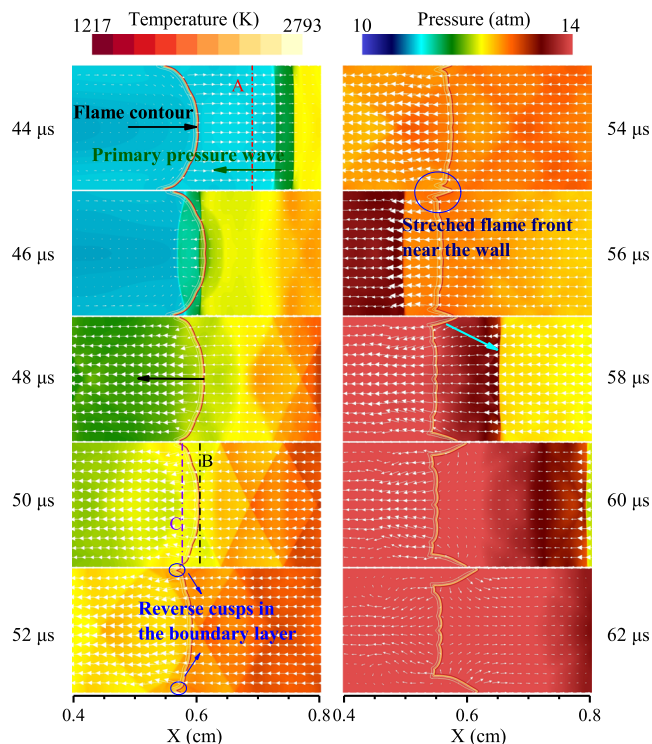 Temperature (K)
1217
2793
Pressure (atm)
10
14
44 μs
Flame contour
A
Primary pressure wave
46 μs
48 μs
50 μs
B
C
52 μs
Reverse cusps in
the boundary layer
0.4
0.6
0.8
X (cm)
54 μs
Streched flame front
near the wall
56 μs
58 μs
60 μs
62 μs
0.4
0.6
0.8
X (cm)